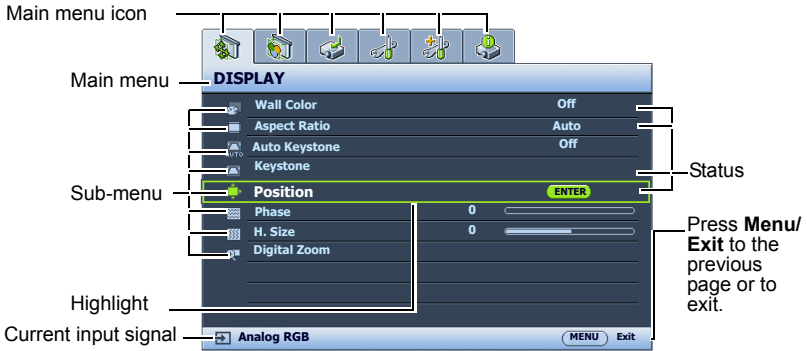 Main menu icon
Main menu
DISPLAY
Wall Color Off
Aspect Ratio Auto
AUTO Auto Keystone Off
Keystone
Status
Sub-menu
Position ENTER
Phase 0
H. Size 0
Digital Zoom
Press Menu/
Exit to the
previous
page or to
exit.
Highlight
Current input signal
Analog RGB MENU Exit